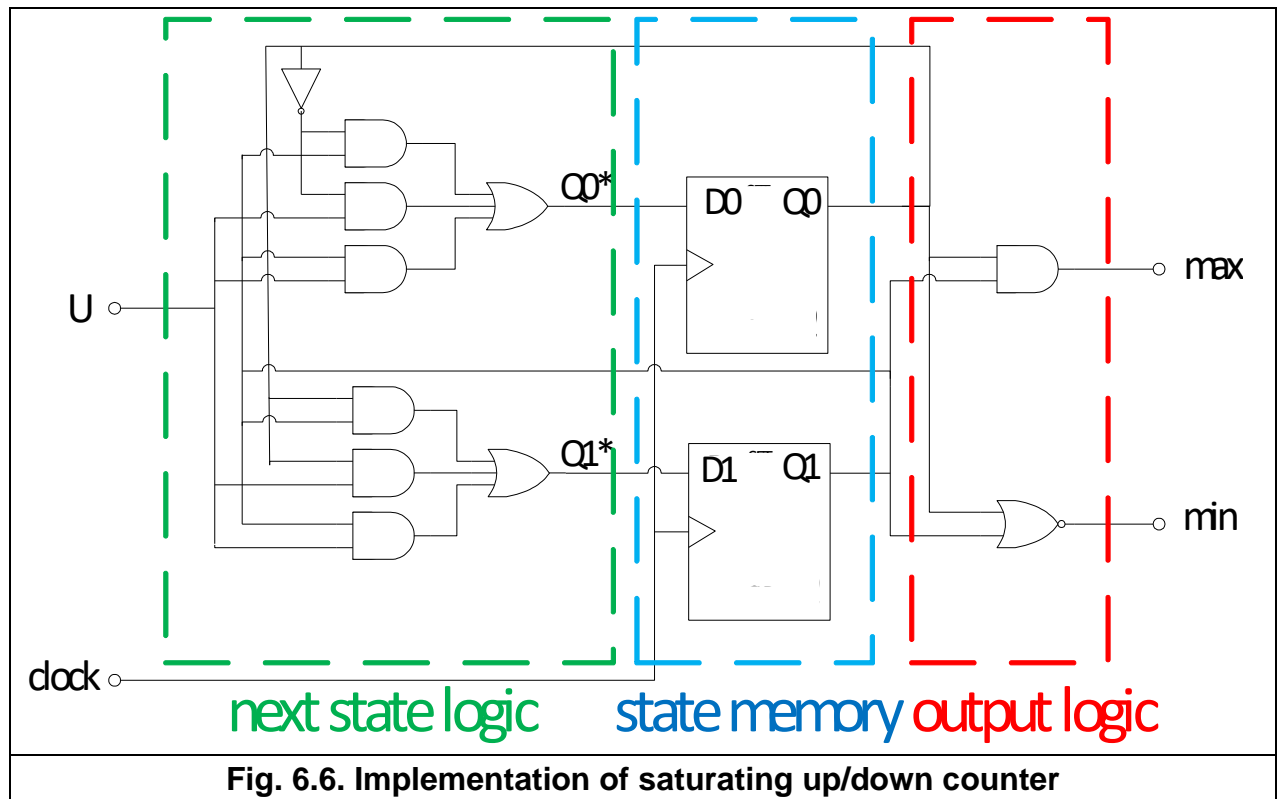 Q0*
D0 Q0
max
U
Q1*
D1 Q1
min
clock
next state logic state memory output logic
Fig. 6.6. Implementation of saturating up/down counter